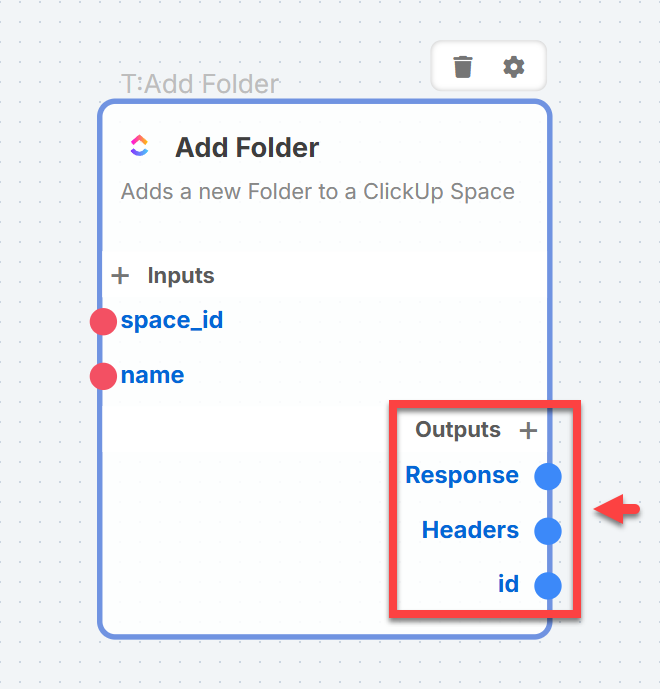 T:Add Folder
Add Folder
Adds a new Folder to a ClickUp Space
+ Inputs
space_id
name
Outputs +
Response
Headers
id